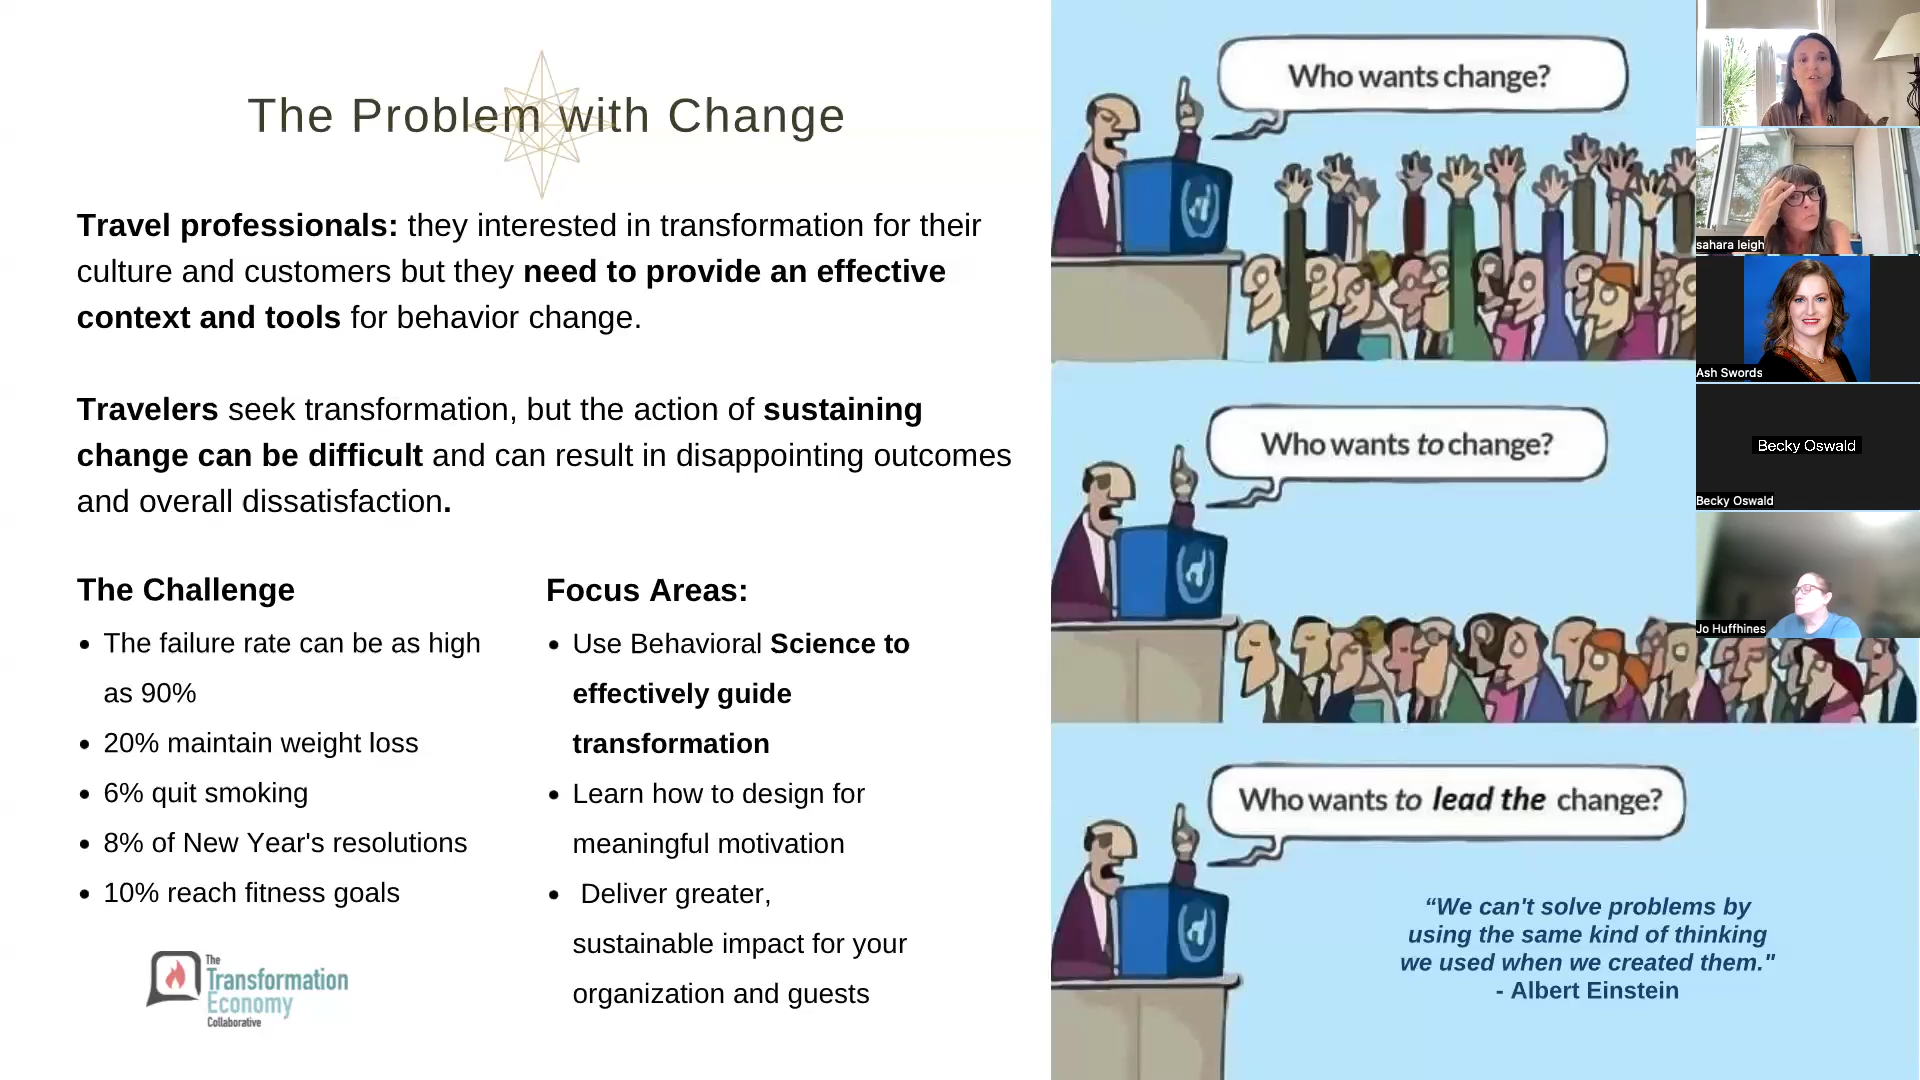 The Problem with Change
Travel professionals: they interested in transformation for their
culture and customers but they need to provide an effective
context and tools for behavior change.
Travelers seek transformation, but the action of sustaining
change can be difficult and can result in disappointing outcomes
and overall dissatisfaction.
The Challenge
• The failure rate can be as high
as 90%
• 20% maintain weight loss
• 6% quit smoking
• 8% of New Year's resolutions
• 10% reach fitness goals
The
Transformation
Economy
Collaborative
Focus Areas:
• Use Behavioral Science to
effectively guide
transformation
• Learn how to design for
meaningful motivation
• Deliver greater,
sustainable impact for your
organization and guests
Who wants change?
Who wants to change?
Who wants to lead the change?
“We can't solve problems by
using the same kind of thinking
we used when we created them."
- Albert Einstein
sahara leigh
Ash Swords
Becky Oswald
Becky Oswald
Jo Huffhines